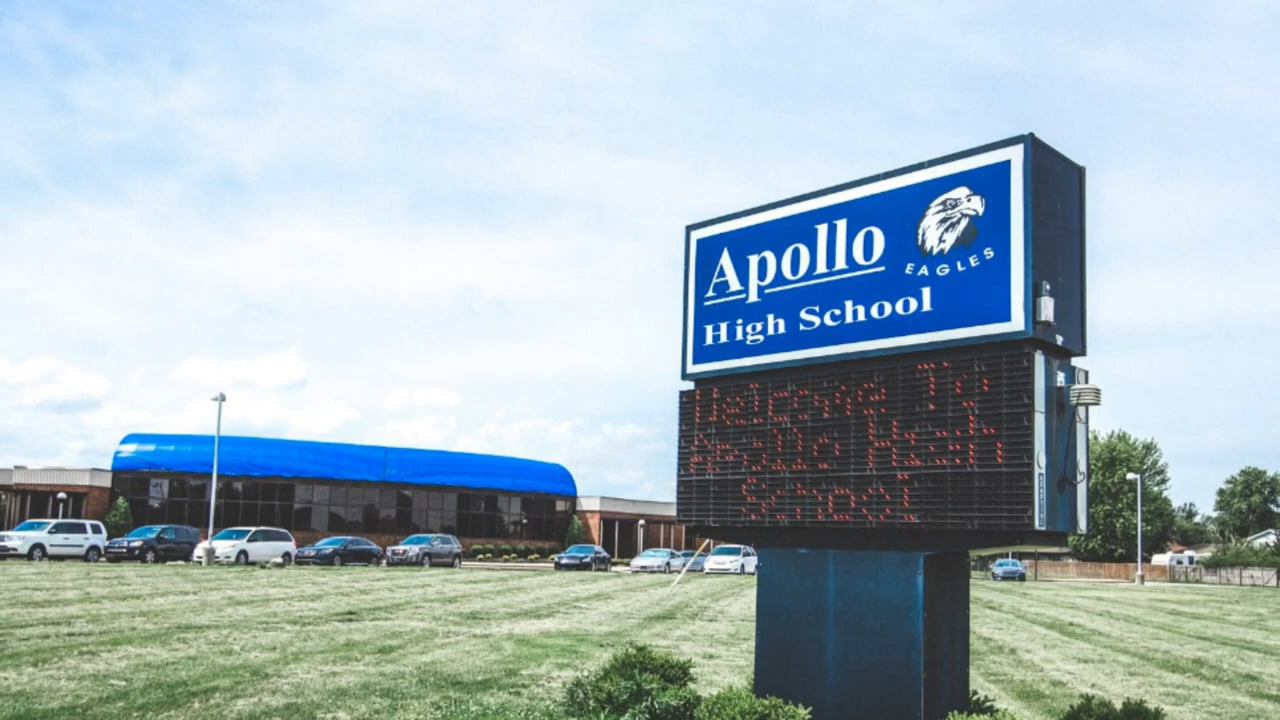 Apollo
EAGLES
High School
Welcome To
Apollo High
School